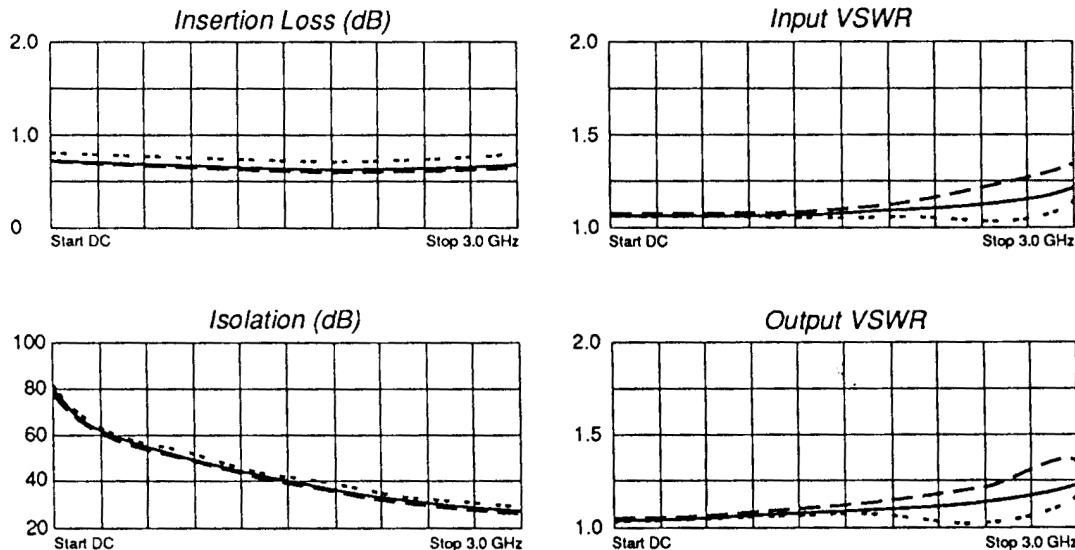 Insertion Loss (dB)
2.0
1.0
0
Start DC
Stop 3.0 GHz
Input VSWR
2.0
1.5
1.0
Start DC
Stop 3.0 GHz
Isolation (dB)
100
80
60
40
20
Start DC
Stop 3.0 GHz
Output VSWR
2.0
1.5
1.0
Start DC
Stop 3.0 GHz